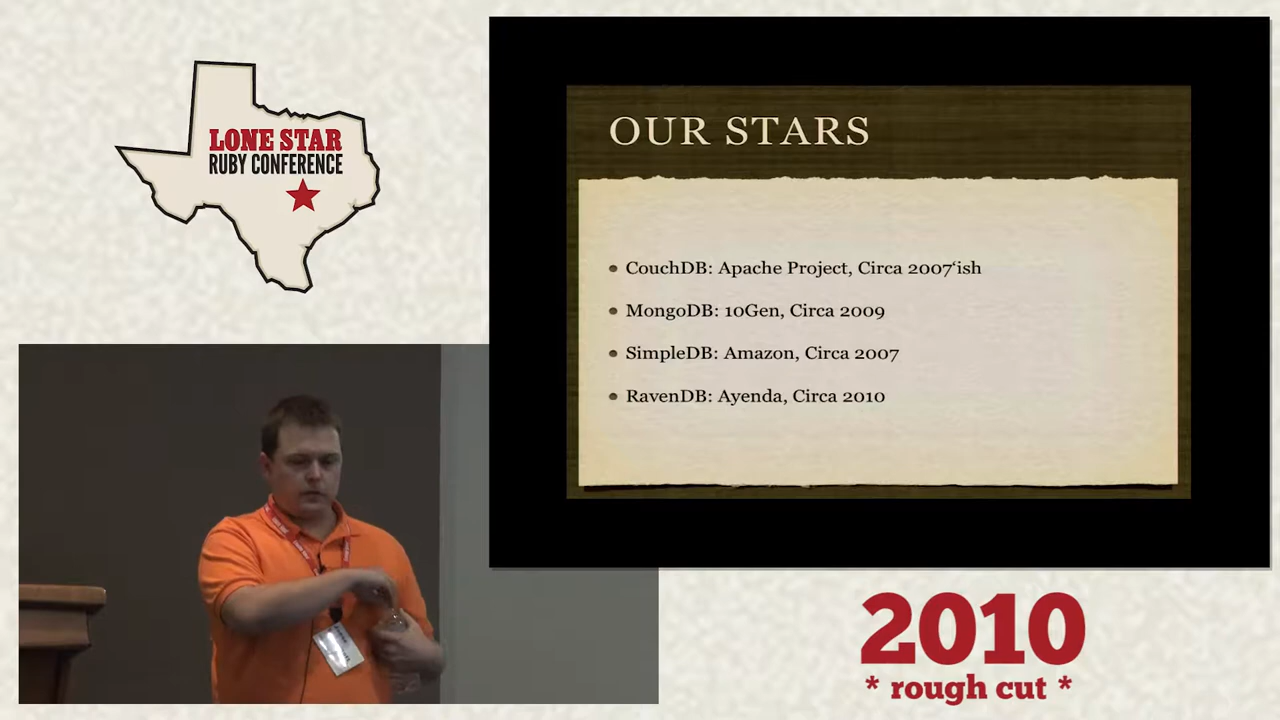 LONE STAR
RUBY CONFERENCE
OUR STARS
• CouchDB: Apache Project, Circa 2007‘ish
• MongoDB: 10Gen, Circa 2009
• SimpleDB: Amazon, Circa 2007
• RavenDB: Ayenda, Circa 2010
2010
* rough cut *